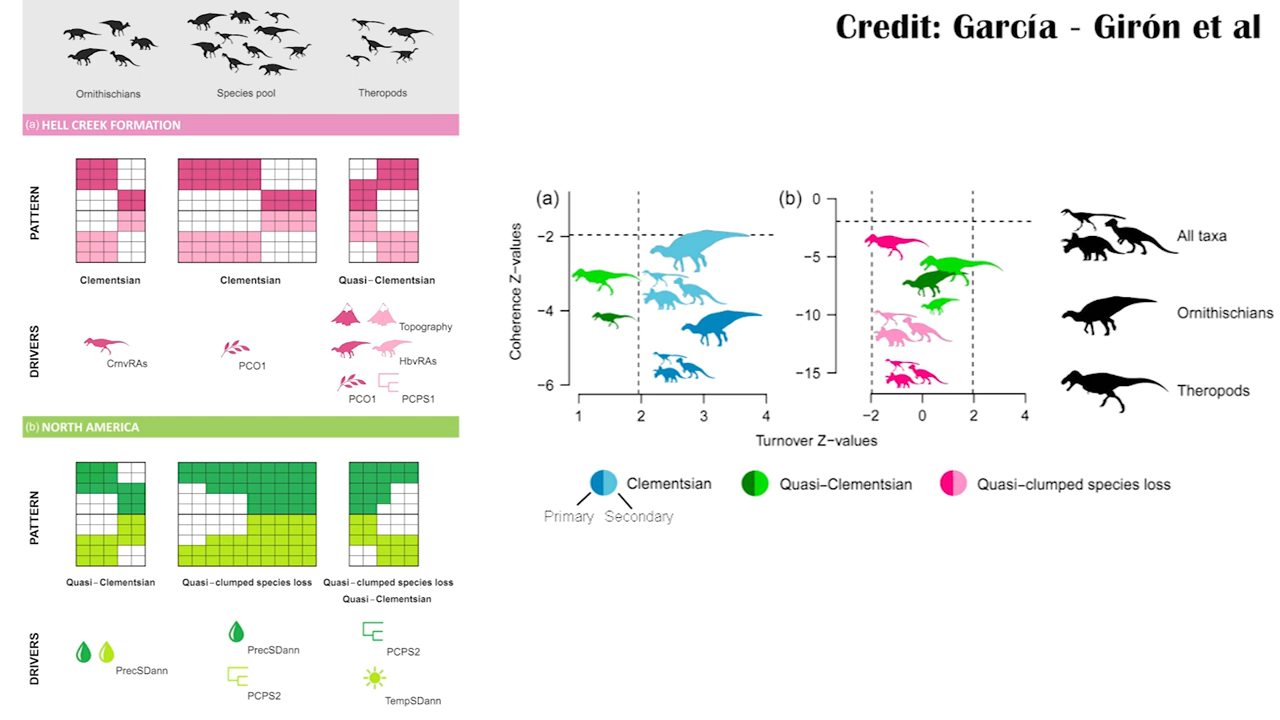 Credit: García - Girón et al
Ornithischians
Species pool
Theropods
(a) HELL CREEK FORMATION
PATTERN
Clementsian
Clementsian
Quasi-Clementsian
DRIVERS
CrnvRAs
PCO1
Topography
HbvRAs
PCO1
PCPS1
(b) NORTH AMERICA
PATTERN
Quasi-Clementsian
Quasi-clumped species loss
Quasi-clumped species loss
Quasi-Clementsian
DRIVERS
PrecSDann
PrecSDann
PCPS2
PCPS2
TempSDann
(a)
Coherence Z-values
-2
-4
-6
1 2 3 4
(b)
0
-5
-10
-15
-2 0 2 4
Turnover Z-values
All taxa
Ornithischians
Theropods
Clementsian
Quasi-Clementsian
Quasi-clumped species loss
Primary Secondary